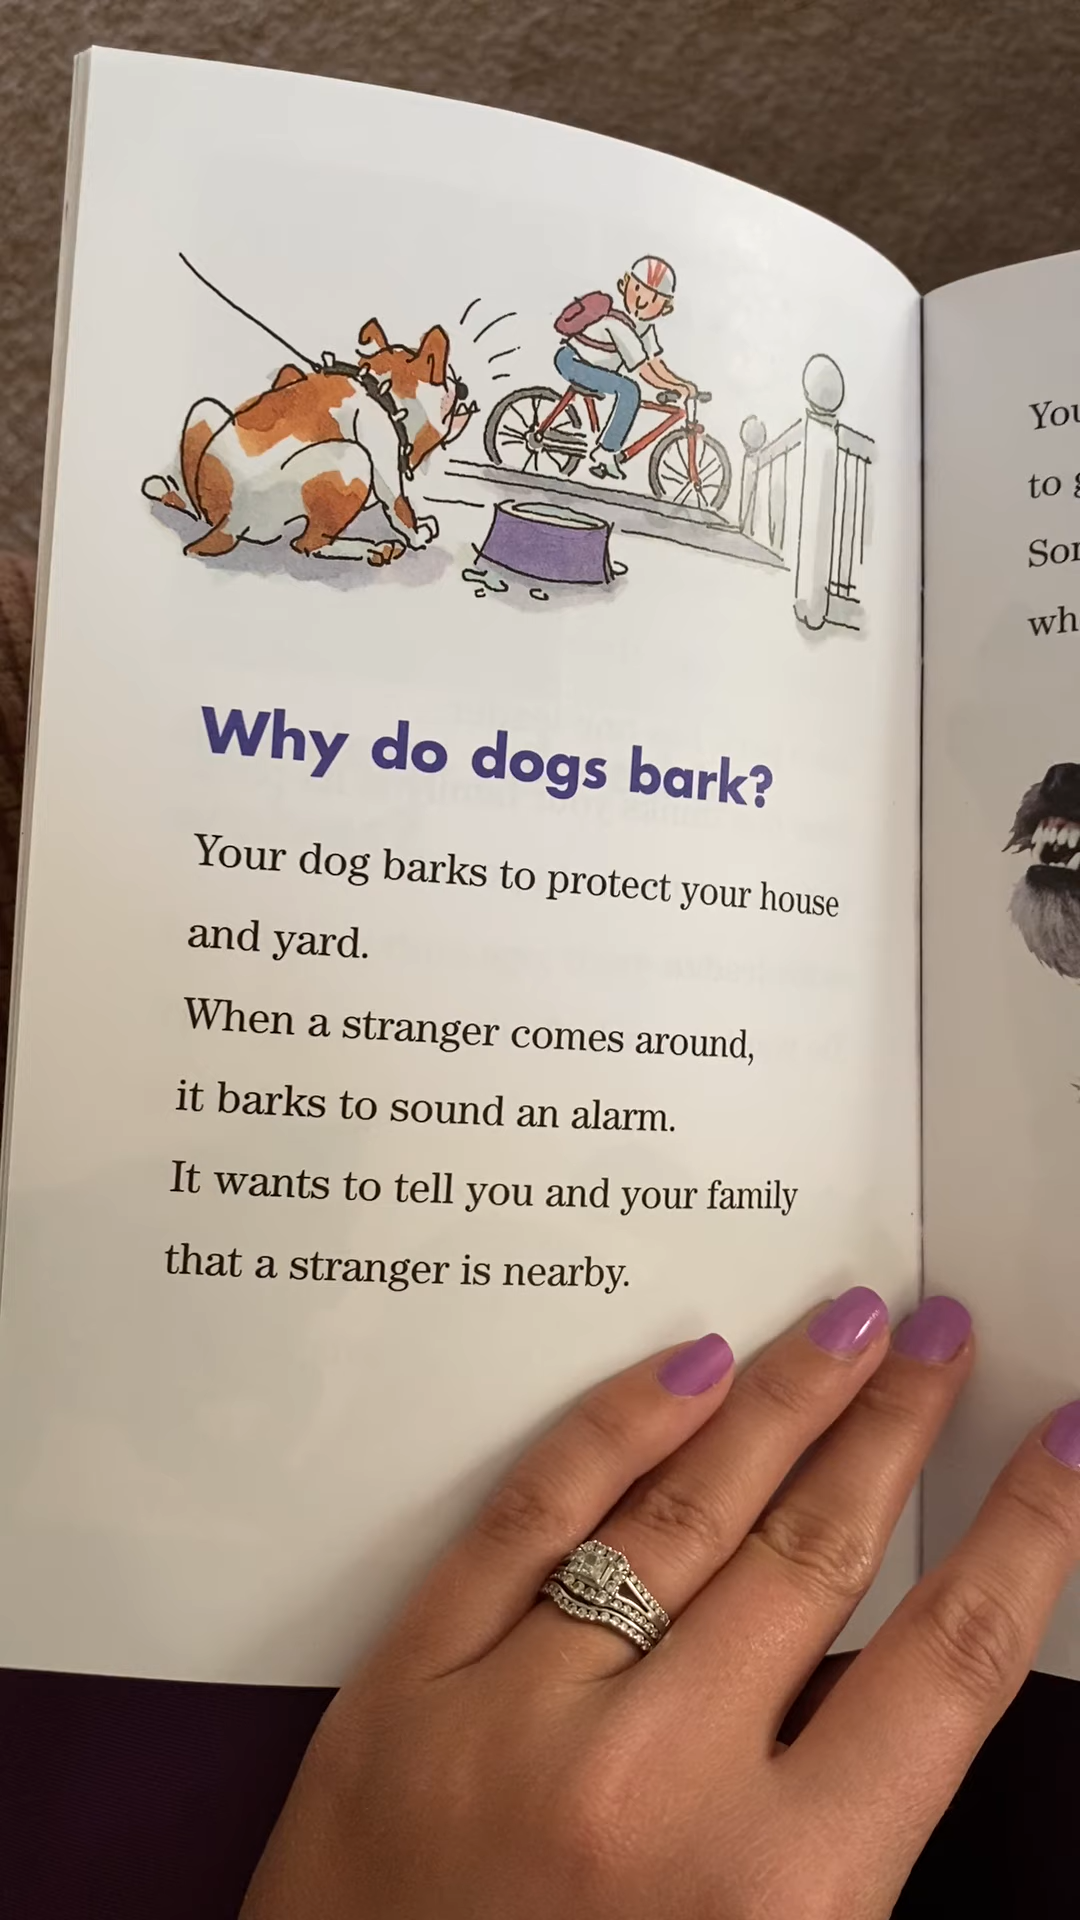 Why do dogs bark?
Your dog barks to protect your house
and yard.
When a stranger comes around,
it barks to sound an alarm.
It wants to tell you and your family
that a stranger is nearby.
to